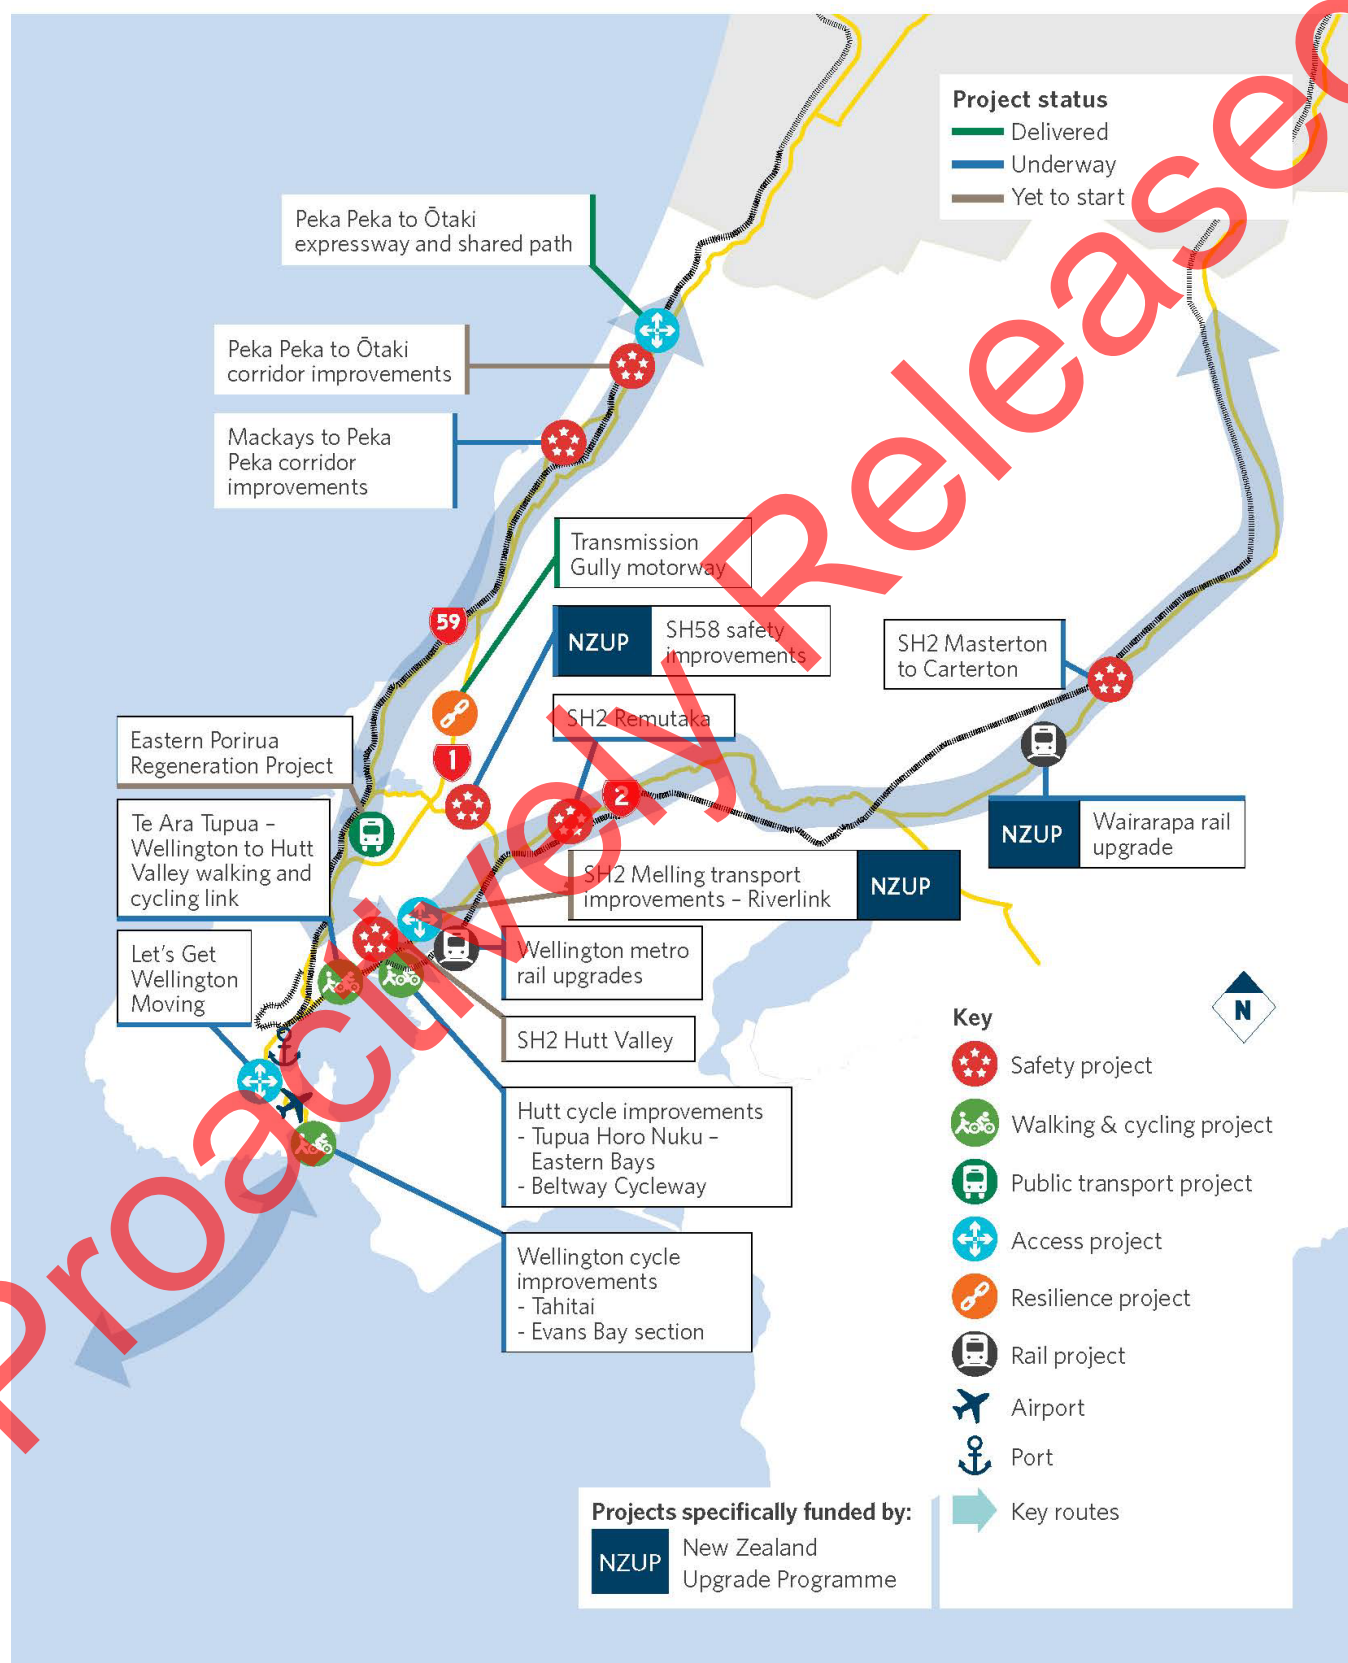 Project status
Delivered
Underway
Yet to start
Peka Peka to Ōtaki
expressway and shared path
Peka Peka to Ōtaki
corridor improvements
Mackays to Peka
Peka corridor
improvements
Transmission
Gully motorway
59
NZUP
SH58 safety
improvements
SH2 Masterton
to Carterton
SH2 Remutaka
Eastern Porirua
Regeneration Project
1
2
Te Ara Tupua –
Wellington to Hutt
Valley walking and
cycling link
NZUP
Wairarapa rail
upgrade
SH2 Melling transport
improvements – Riverlink
NZUP
Let's Get
Wellington
Moving
Wellington metro
rail upgrades
SH2 Hutt Valley
Hutt cycle improvements
- Tupua Horo Nuku –
Eastern Bays
- Beltway Cycleway
Wellington cycle
improvements
- Tahitai
- Evans Bay section
N
Key
Safety project
Walking & cycling project
Public transport project
Access project
Resilience project
Rail project
Airport
Port
Key routes
Projects specifically funded by:
NZUP
New Zealand
Upgrade Programme
Proactively Released